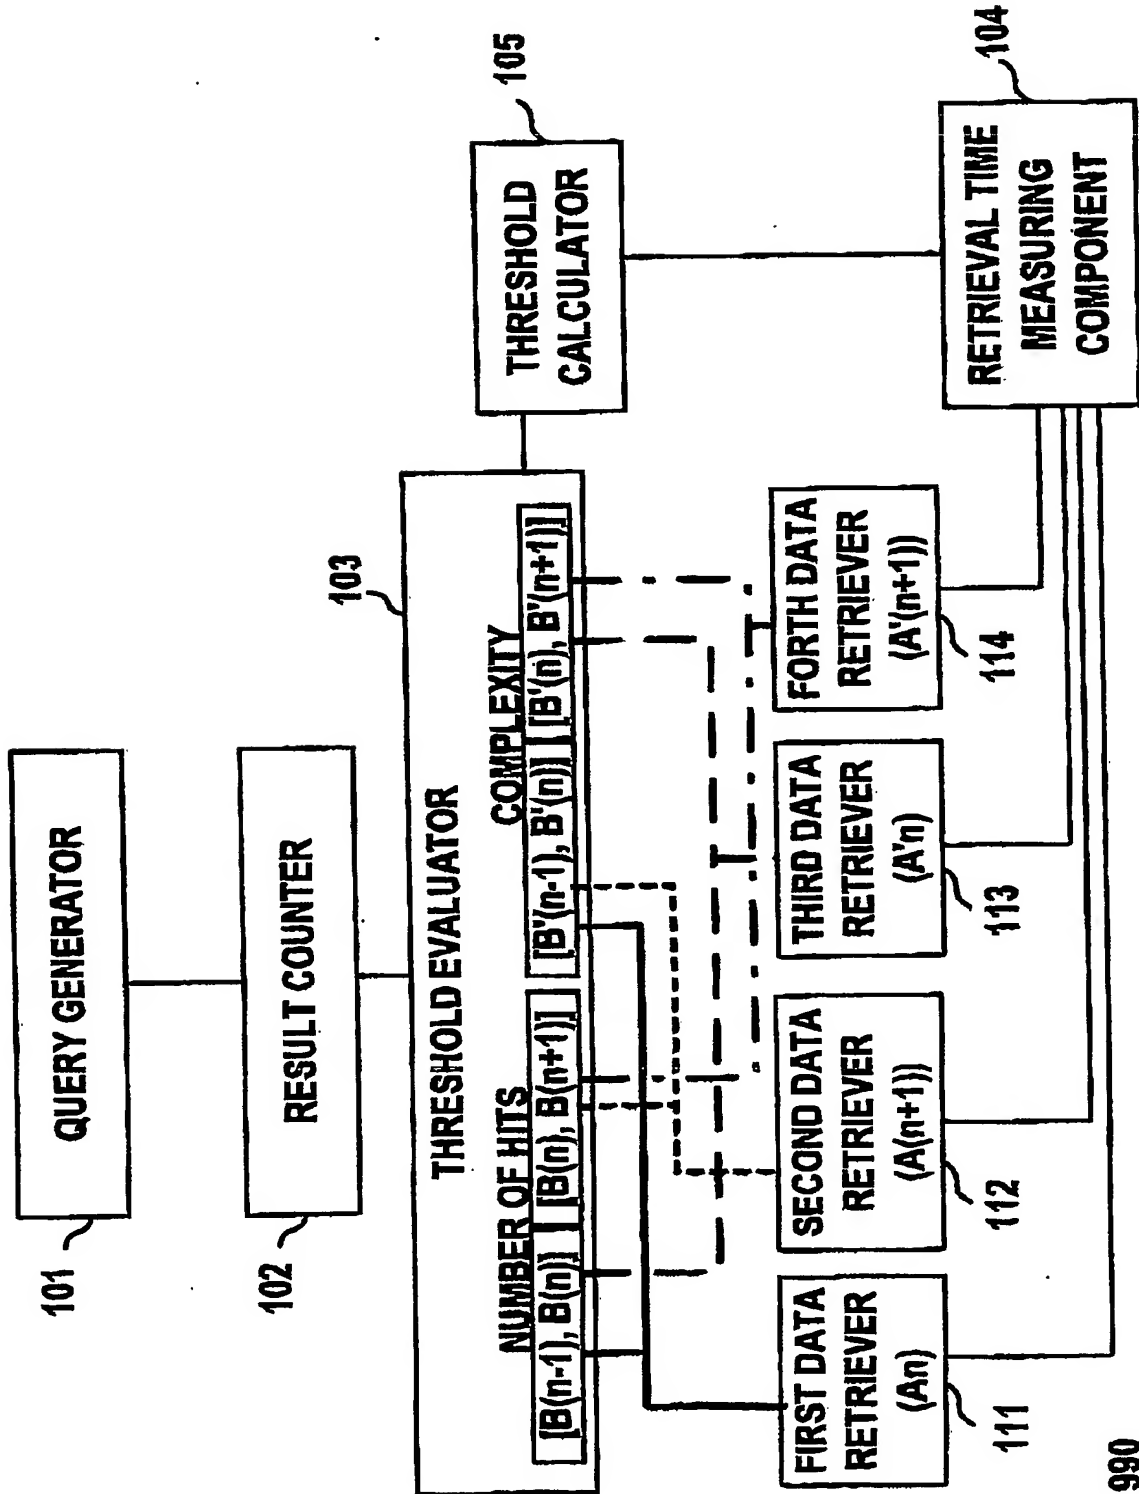 101
QUERY GENERATOR
102
RESULT COUNTER
103
THRESHOLD EVALUATOR
NUMBER OF HITS
COMPLEXITY
[B(n-1), B(n)]
[B(n), B(n+1)]
[B'(n-1), B'(n)]
[B'(n), B'(n+1)]
105
THRESHOLD
CALCULATOR
FIRST DATA
RETRIEVER
(An)
111
SECOND DATA
RETRIEVER
(A(n+1))
112
THIRD DATA
RETRIEVER
(A'n)
113
FORTH DATA
RETRIEVER
(A'(n+1))
114
104
RETRIEVAL TIME
MEASURING
COMPONENT
990